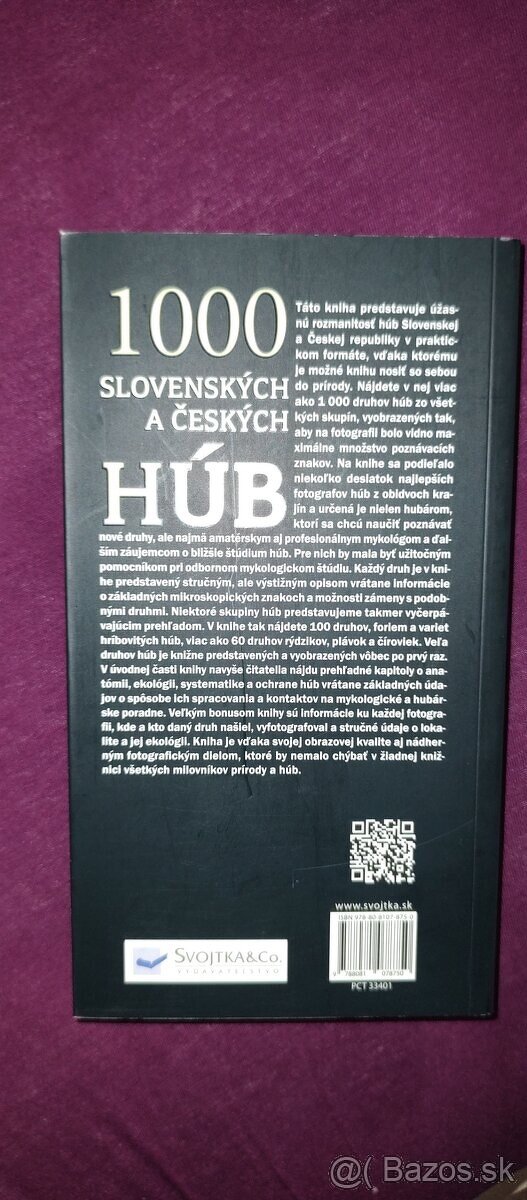 1000
SLOVENSKÝCH
A ČESKÝCH
HÚB
Táto kniha predstavuje úžas-
nú rozmanitosť húb Slovenskej
a Českej republiky v praktic-
kom formáte, vďaka ktorému
je možné knihu nosiť so sebou
do prírody. Nájdete v nej viac
ako 1 000 druhov húb zo všet-
kých skupín, vyobrazených tak,
aby na fotografii bolo vidno ma-
ximálne množstvo poznávacích
znakov. Na knihe sa podieľalo
niekoľko desiatok najlepších
fotografov húb z obidvoch kra-
jín a určená je nielen hubárom,
ktorí sa chcú naučiť poznávať
nové druhy, ale najmä amatérskym aj profesionálnym mykológom a ďal-
ším záujemcom o bližšie štúdium húb. Pre nich by mala byť užitočným
pomocníkom pri odbornom mykologickom štúdiu. Každý druh je v kni-
he predstavený stručným, ale výstižným opisom vrátane informácie
o základných mikroskopických znakoch a možnosti zámeny s podob-
nými druhmi. Niektoré skupiny húb predstavujeme takmer vyčerpá-
vajúcim prehľadom. V knihe tak nájdete 100 druhov, foriem a variet
hríbovitých húb, viac ako 60 druhov rýdzikov, plávok a čírovliek. Veľa
druhov húb je knižne predstavených a vyobrazených vôbec po prvý raz.
V úvodnej časti knihy navyše čitatelia nájdu prehľadné kapitoly o ana-
tómii, ekológii, systematike a ochrane húb vrátane základných úda-
jov o spôsobe ich spracovania a kontaktov na mykologické a hubár-
ske poradne. Veľkým bonusom knihy sú informácie ku každej fotogra-
fii, kde a kto daný druh našiel, vyfotografoval a stručné údaje o loka-
lite a jej ekológii. Kniha je vďaka svojej obrazovej kvalite aj nádher-
ným fotografickým dielom, ktoré by nemalo chýbať v žiadnej kniž-
nici všetkých milovníkov prírody a húb.
www.svojtka.sk
ISBN 978 80 8107 875 0
9 788081 078750
PCT 33401
SVOJTKA&CO.
VYDAVATEĽSTVO
@( Bazos.sk